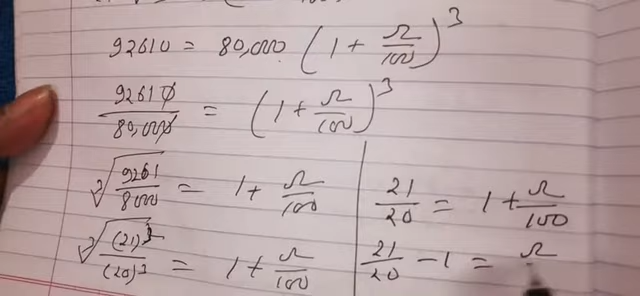 92610 = 80,000 (1 + r/100)^3
92610/80,000 = (1 + r/100)^3
∛(9261/8000) = 1 + r/100
∛((21)^3/(20)^3) = 1 + r/100
21/20 = 1 + r/100
21/20 - 1 = r